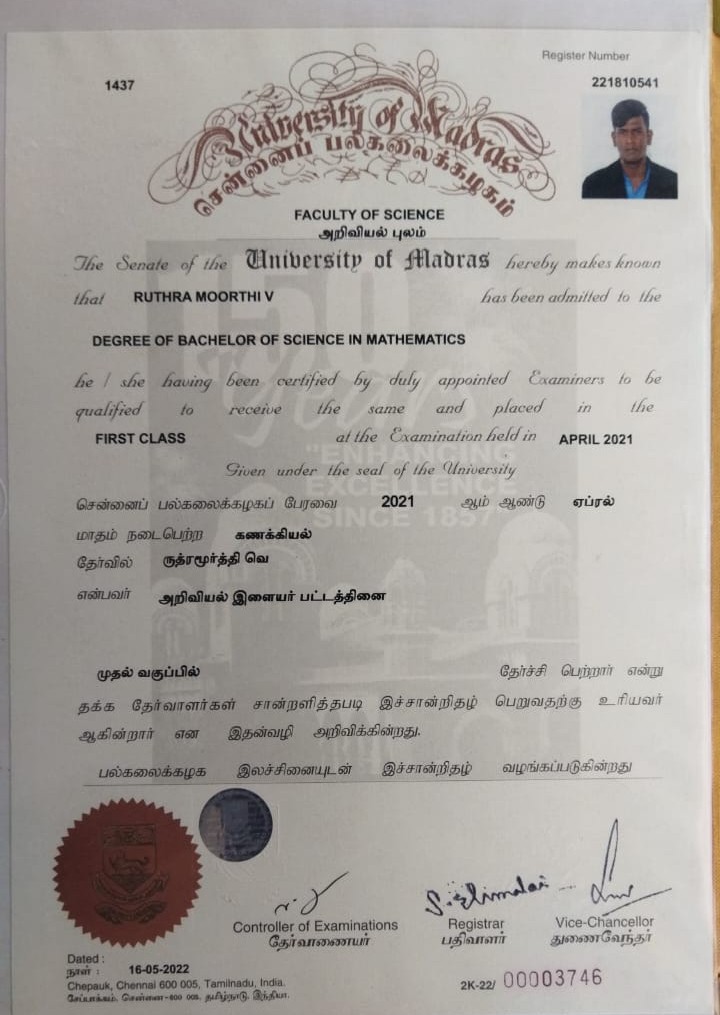 Register Number
1437
221810541
University of Madras
சென்னைப் பல்கலைக்கழகம்
FACULTY OF SCIENCE
அறிவியல் புலம்
The Senate of the University of Madras hereby makes known
that RUTHRA MOORTHI V has been admitted to the
DEGREE OF BACHELOR OF SCIENCE IN MATHEMATICS
he / she having been certified by duly appointed Examiners to be
qualified to receive the same and placed in the
FIRST CLASS at the Examination held in APRIL 2021
Given under the seal of the University
"ENHANCING
EXCELLENCE
SINCE 1857
சென்னைப் பல்கலைக்கழகப் பேரவை 2021 ஆம் ஆண்டு ஏப்ரல்
மாதம் நடைபெற்ற கணக்கியல்
தேர்வில் ருத்ரமூர்த்தி வெ
என்பவர் அறிவியல் இளையர் பட்டத்தினை
முதல் வகுப்பில் தேர்ச்சி பெற்றார் என்று
தக்க தேர்வாளர்கள் சான்றளித்தபடி இச்சான்றிதழ் பெறுவதற்கு உரியவர்
ஆகின்றார் என இதன்வழி அறிவிக்கின்றது.
பல்கலைக்கழக இலச்சினையுடன் இச்சான்றிதழ் வழங்கப்படுகின்றது
Controller of Examinations
தேர்வாணையர்
Registrar
பதிவாளர்
Vice-Chancellor
துணைவேந்தர்
Dated :
நாள் : 16-05-2022
Chepauk, Chennai 600 005, Tamilnadu, India.
சேப்பாக்கம், சென்னை-600 005, தமிழ்நாடு, இந்தியா.
2K-22/ 00003746